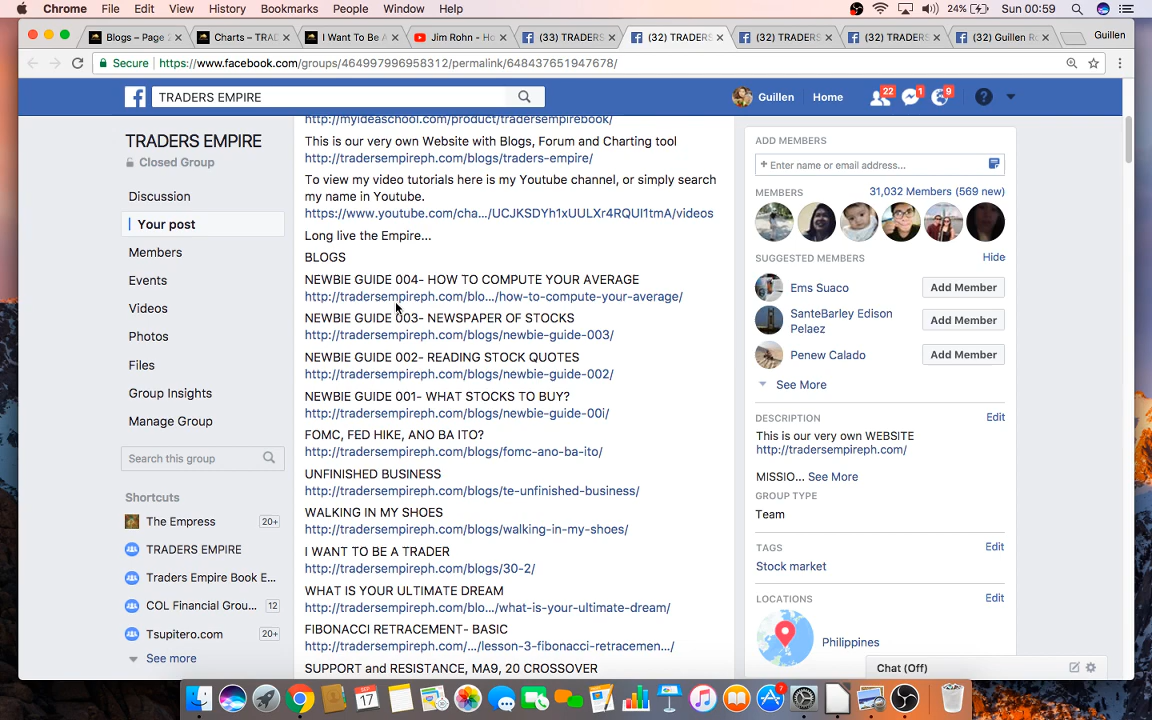 Chrome File Edit View History Bookmarks People Window Help 24% Sun 00:59
Blogs – Page 2 Charts – TRAD I Want To Be A Jim Rohn - Ho (33) TRADERS (32) TRADERS (32) TRADERS (32) TRADERS (32) Guillen Ro Guillen
Secure https://www.facebook.com/groups/464997996958312/permalink/648437651947678/
TRADERS EMPIRE
Guillen Home 22 1 9
TRADERS EMPIRE
Closed Group
Discussion
Your post
Members
Events
Videos
Photos
Files
Group Insights
Manage Group
Search this group
Shortcuts
The Empress 20+
TRADERS EMPIRE
Traders Empire Book E...
COL Financial Grou... 12
Tsupitero.com 20+
See more
http://myideaschool.com/product/tradersempirebook/
This is our very own Website with Blogs, Forum and Charting tool
http://tradersempireph.com/blogs/traders-empire/
To view my video tutorials here is my Youtube channel, or simply search
my name in Youtube.
https://www.youtube.com/cha.../UCJKSDYh1xUULXr4RQUI1tmA/videos
Long live the Empire...
BLOGS
NEWBIE GUIDE 004- HOW TO COMPUTE YOUR AVERAGE
http://tradersempireph.com/blo.../how-to-compute-your-average/
NEWBIE GUIDE 003- NEWSPAPER OF STOCKS
http://tradersempireph.com/blogs/newbie-guide-003/
NEWBIE GUIDE 002- READING STOCK QUOTES
http://tradersempireph.com/blogs/newbie-guide-002/
NEWBIE GUIDE 001- WHAT STOCKS TO BUY?
http://tradersempireph.com/blogs/newbie-guide-00i/
FOMC, FED HIKE, ANO BA ITO?
http://tradersempireph.com/blogs/fomc-ano-ba-ito/
UNFINISHED BUSINESS
http://tradersempireph.com/blogs/te-unfinished-business/
WALKING IN MY SHOES
http://tradersempireph.com/blogs/walking-in-my-shoes/
I WANT TO BE A TRADER
http://tradersempireph.com/blogs/30-2/
WHAT IS YOUR ULTIMATE DREAM
http://tradersempireph.com/blo.../what-is-your-ultimate-dream/
FIBONACCI RETRACEMENT- BASIC
http://tradersempireph.com/.../lesson-3-fibonacci-retracemen.../
SUPPORT and RESISTANCE, MA9, 20 CROSSOVER
ADD MEMBERS
+ Enter name or email address...
MEMBERS 31,032 Members (569 new)
SUGGESTED MEMBERS Hide
Ems Suaco Add Member
SanteBarley Edison
Pelaez Add Member
Penew Calado Add Member
See More
DESCRIPTION Edit
This is our very own WEBSITE
http://tradersempireph.com/
MISSIO... See More
GROUP TYPE
Team
TAGS Edit
Stock market
LOCATIONS Edit
Philippines
Chat (Off)
17
7